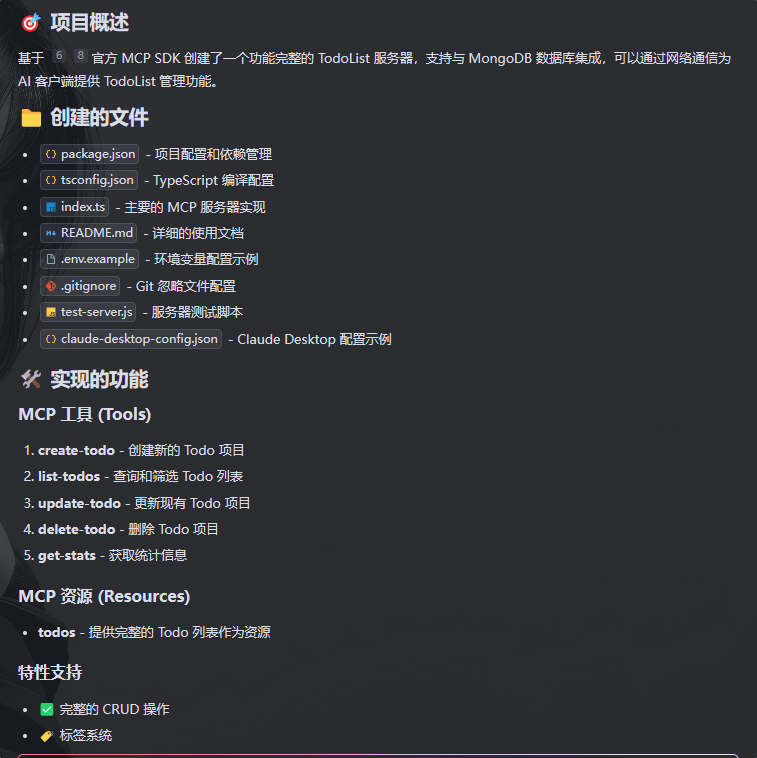 🎯 项目概述
基于 6 8 官方 MCP SDK 创建了一个功能完整的 TodoList 服务器，支持与 MongoDB 数据库集成，可以通过网络通信为
AI 客户端提供 TodoList 管理功能。
📁 创建的文件
• package.json - 项目配置和依赖管理
• tsconfig.json - TypeScript 编译配置
• index.ts - 主要的 MCP 服务器实现
• README.md - 详细的使用文档
• .env.example - 环境变量配置示例
• .gitignore - Git 忽略文件配置
• test-server.js - 服务器测试脚本
• claude-desktop-config.json - Claude Desktop 配置示例
🛠️ 实现的功能
MCP 工具 (Tools)
1. create-todo - 创建新的 Todo 项目
2. list-todos - 查询和筛选 Todo 列表
3. update-todo - 更新现有 Todo 项目
4. delete-todo - 删除 Todo 项目
5. get-stats - 获取统计信息
MCP 资源 (Resources)
• todos - 提供完整的 Todo 列表作为资源
特性支持
• ✅ 完整的 CRUD 操作
• 🏷️ 标签系统